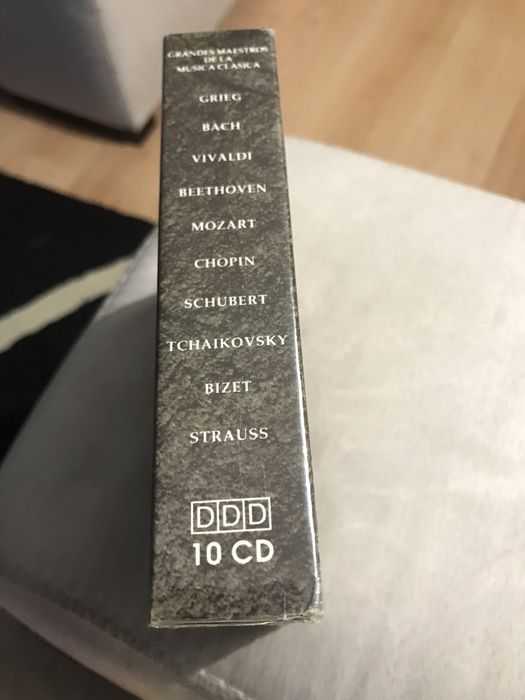 GRANDES MAESTROS
DE LA
MUSICA CLASICA
GRIEG
BACH
VIVALDI
BEETHOVEN
MOZART
CHOPIN
SCHUBERT
TCHAIKOVSKY
BIZET
STRAUSS
DDD
10 CD